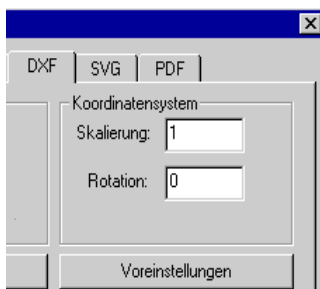 DXF SVG PDF
Koordinatensystem
Skalierung: 1
Rotation: 0
Voreinstellungen